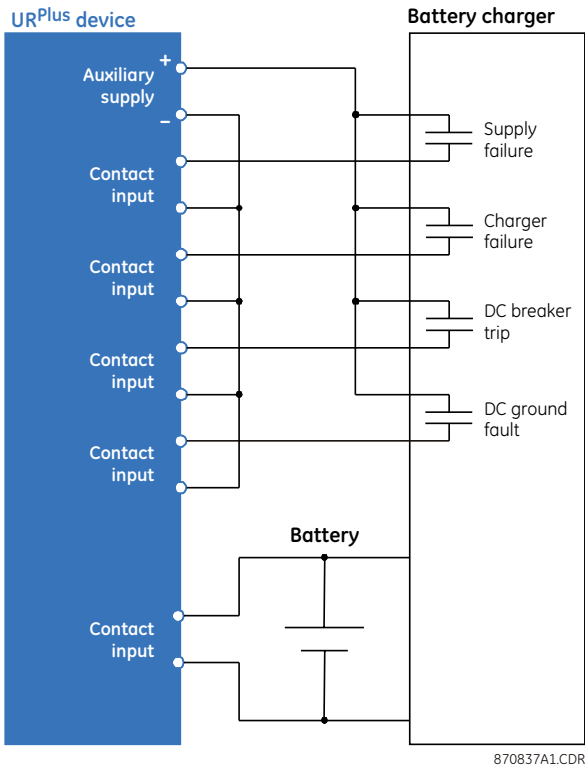 URPlus device
Battery charger
+
Auxiliary
supply
–
Supply
failure
Contact
input
Charger
failure
Contact
input
DC breaker
trip
Contact
input
DC ground
fault
Contact
input
Battery
Contact
input
870837A1.CDR